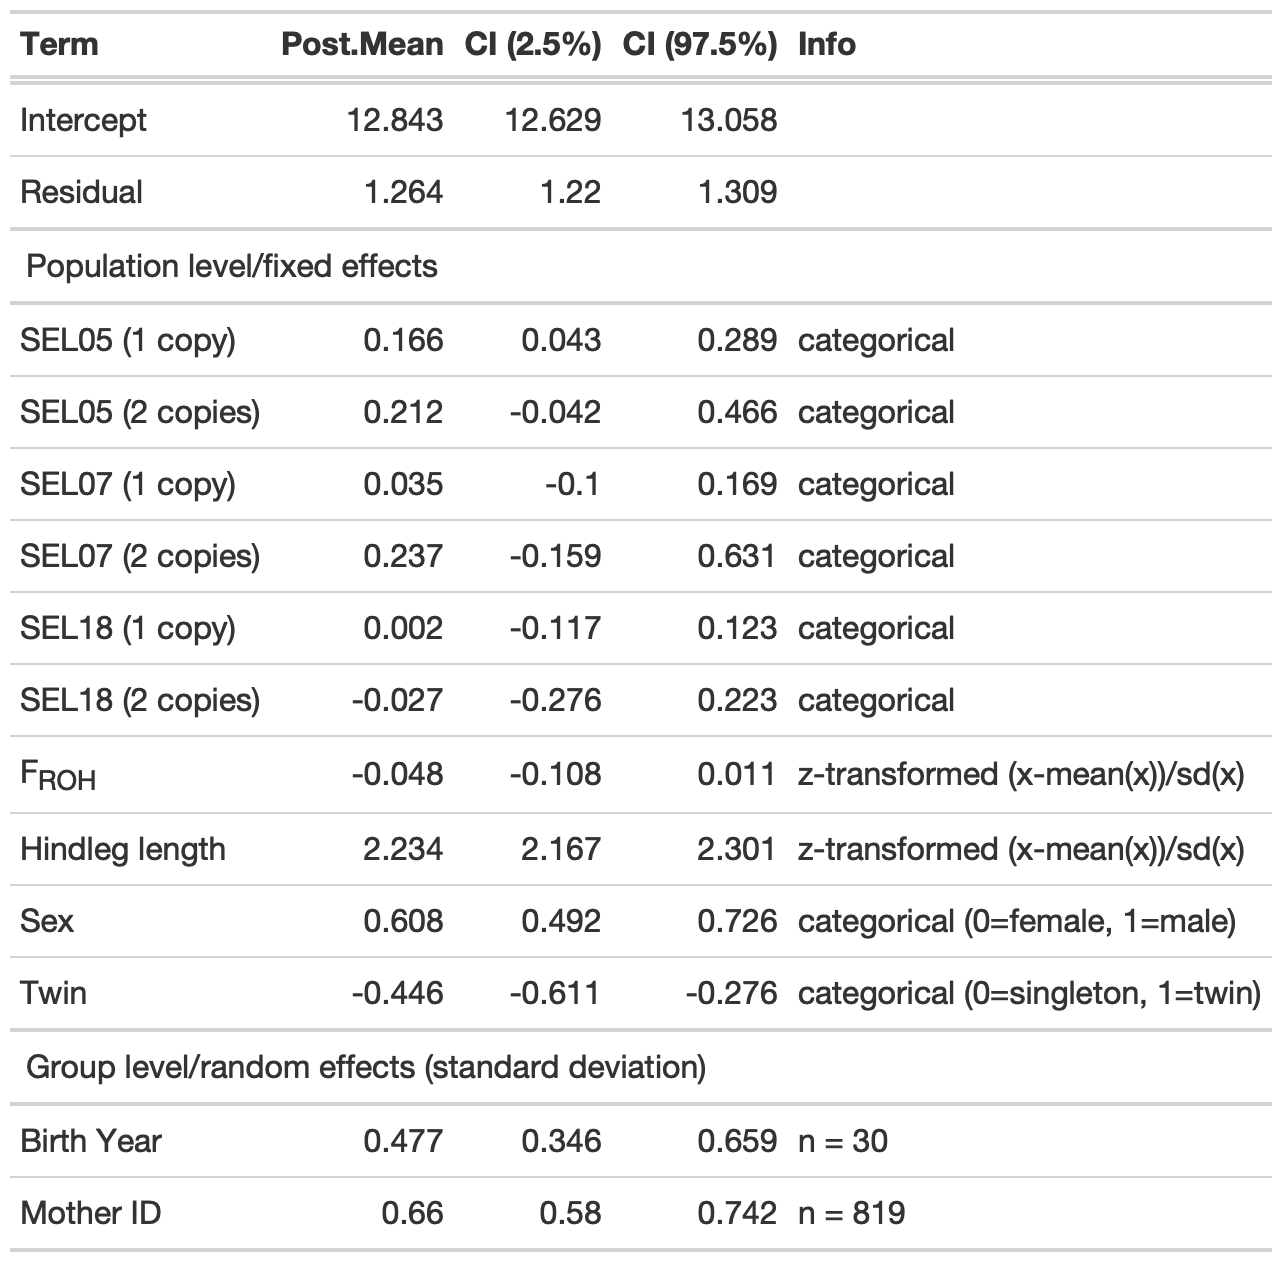 Term Post.Mean CI (2.5%) CI (97.5%) Info
Intercept 12.843 12.629 13.058
Residual 1.264 1.22 1.309
Population level/fixed effects
SEL05 (1 copy) 0.166 0.043 0.289 categorical
SEL05 (2 copies) 0.212 -0.042 0.466 categorical
SEL07 (1 copy) 0.035 -0.1 0.169 categorical
SEL07 (2 copies) 0.237 -0.159 0.631 categorical
SEL18 (1 copy) 0.002 -0.117 0.123 categorical
SEL18 (2 copies) -0.027 -0.276 0.223 categorical
FROH -0.048 -0.108 0.011 z-transformed (x-mean(x))/sd(x)
Hindleg length 2.234 2.167 2.301 z-transformed (x-mean(x))/sd(x)
Sex 0.608 0.492 0.726 categorical (0=female, 1=male)
Twin -0.446 -0.611 -0.276 categorical (0=singleton, 1=twin)
Group level/random effects (standard deviation)
Birth Year 0.477 0.346 0.659 n = 30
Mother ID 0.66 0.58 0.742 n = 819